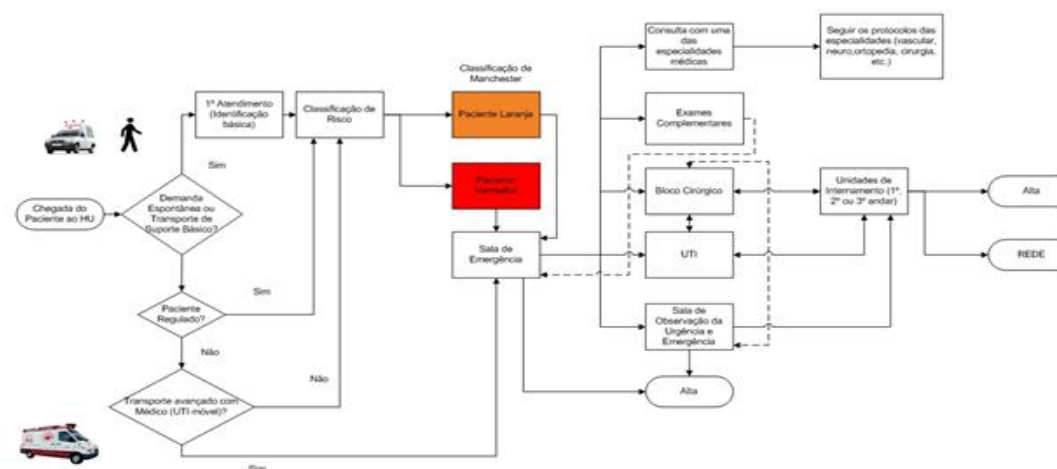 Chegada do
Paciente ao HU
Demanda
Espontânea ou
Transporte de
Suporte Básico?
Sim
1º Atendimento
(Identificação
básica)
Classificação de
Risco
Paciente
Regulado?
Sim
Não
Transporte avançado com
Médico (UTI móvel)?
Não
Sim
Classificação de
Manchester
Paciente Laranja
Paciente
Vermelho
Sala de
Emergência
Consulta com uma
das
especialidades
médicas
Seguir os protocolos das
especialidades (vascular,
neuro,ortopedia, cirurgia,
etc.)
Exames
Complementares
Bloco Cirúrgico
UTI
Sala de
Observação da
Urgência e
Emergência
Alta
Unidades de
Internamento (1º,
2º ou 3º andar)
Alta
REDE